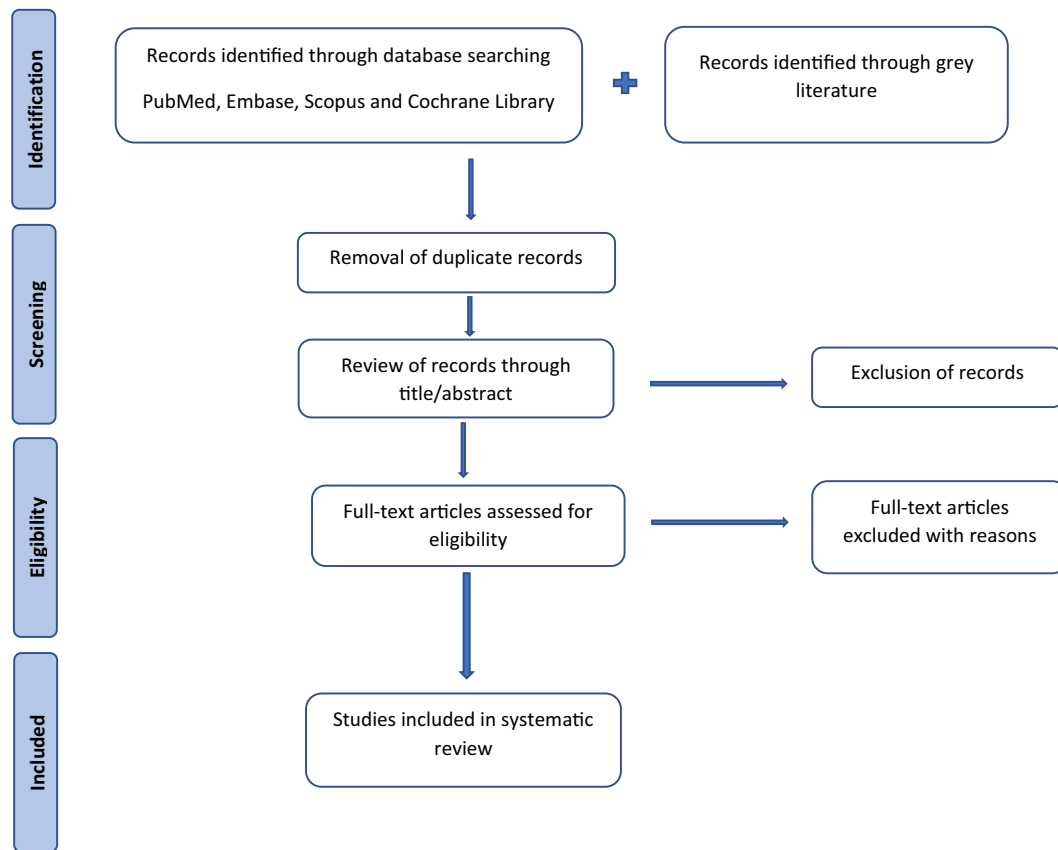 Identification
Records identified through database searching
PubMed, Embase, Scopus and Cochrane Library
Records identified through grey
literature
Screening
Removal of duplicate records
Review of records through
title/abstract
Exclusion of records
Eligibility
Full-text articles assessed for
eligibility
Full-text articles
excluded with reasons
Included
Studies included in systematic
review